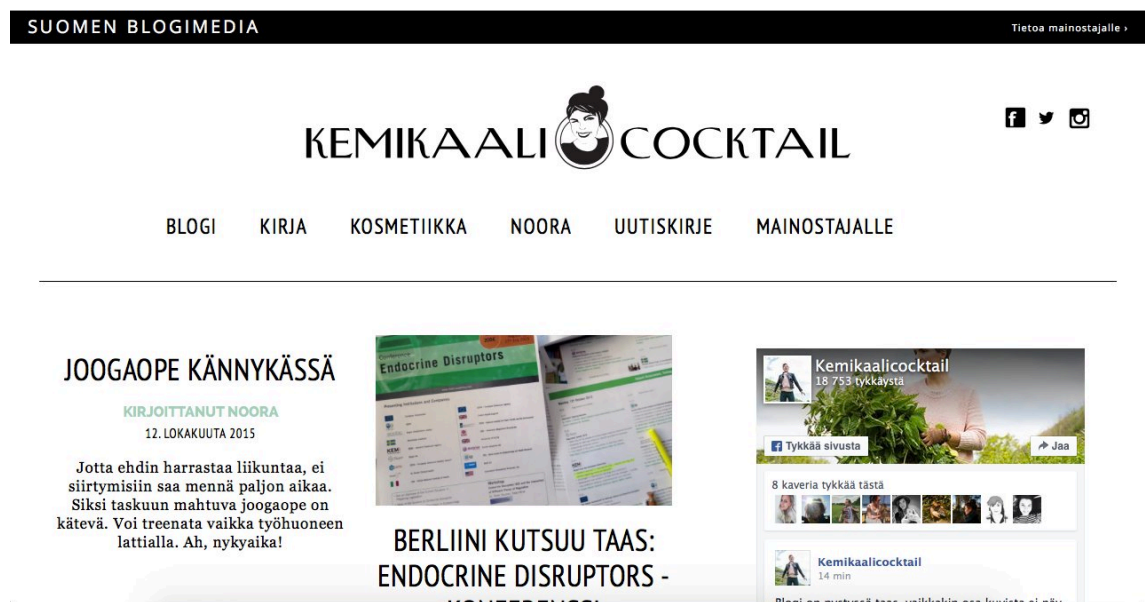 SUOMEN BLOGIMEDIA
Tietoa mainostajalle ›
KEMIKAALI COCKTAIL
BLOGI KIRJA KOSMETIIKKA NOORA UUTISKIRJE MAINOSTAJALLE
JOOGAOPE KÄNNYKÄSSÄ
KIRJOITTANUT NOORA
12. LOKAKUUTA 2015
Jotta ehdin harrastaa liikuntaa, ei
siirtymisiin saa mennä paljon aikaa.
Siksi taskuun mahtuva joogaope on
kätevä. Voi treenata vaikka työhuoneen
lattialla. Ah, nykyaika!
Conference
Endocrine Disruptors
BERLIINI KUTSUU TAAS:
ENDOCRINE DISRUPTORS -
Kemikaalicocktail
18 753 tykkäystä
Tykkää sivusta
Jaa
8 kaveria tykkää tästä
Kemikaalicocktail
14 min